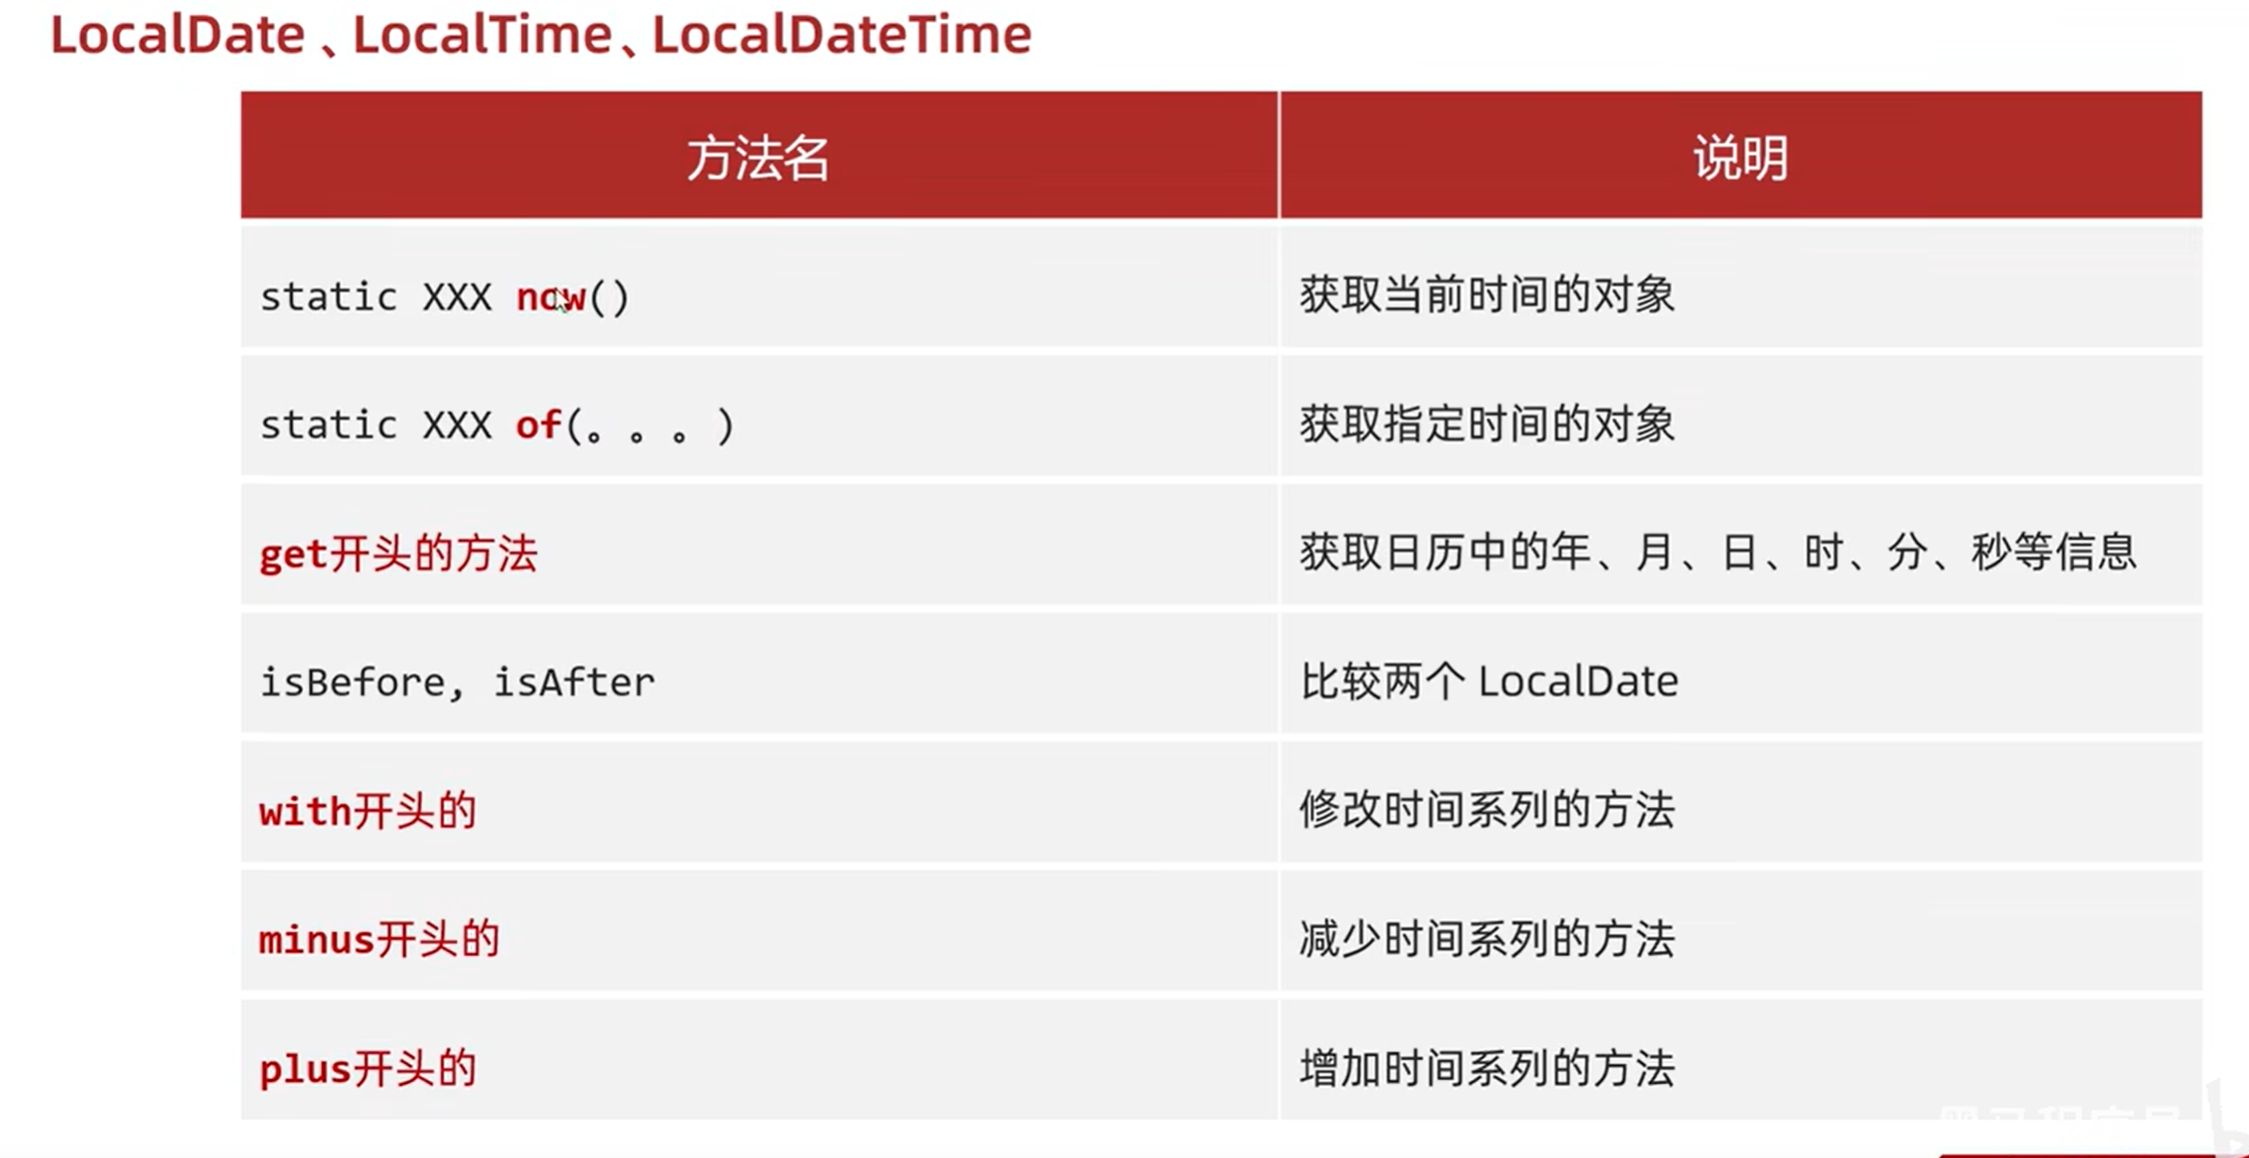 LocalDate 、LocalTime、LocalDateTime
方法名 说明
static XXX now() 获取当前时间的对象
static XXX of(。。。) 获取指定时间的对象
get开头的方法 获取日历中的年、月、日、时、分、秒等信息
isBefore, isAfter 比较两个 LocalDate
with开头的 修改时间系列的方法
minus开头的 减少时间系列的方法
plus开头的 增加时间系列的方法